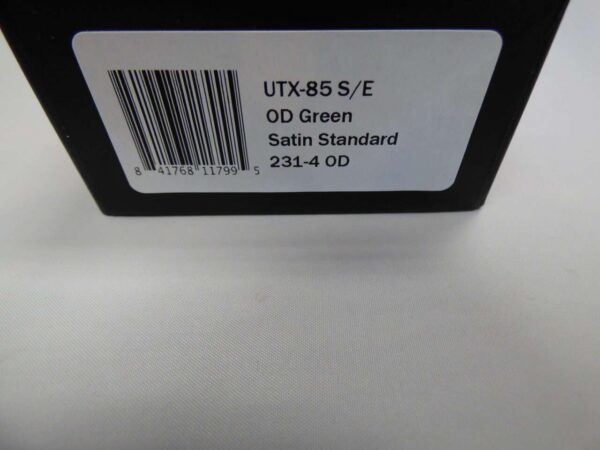 UTX-85 S/E
OD Green
Satin Standard
231-4 OD
8 41768 11799 5